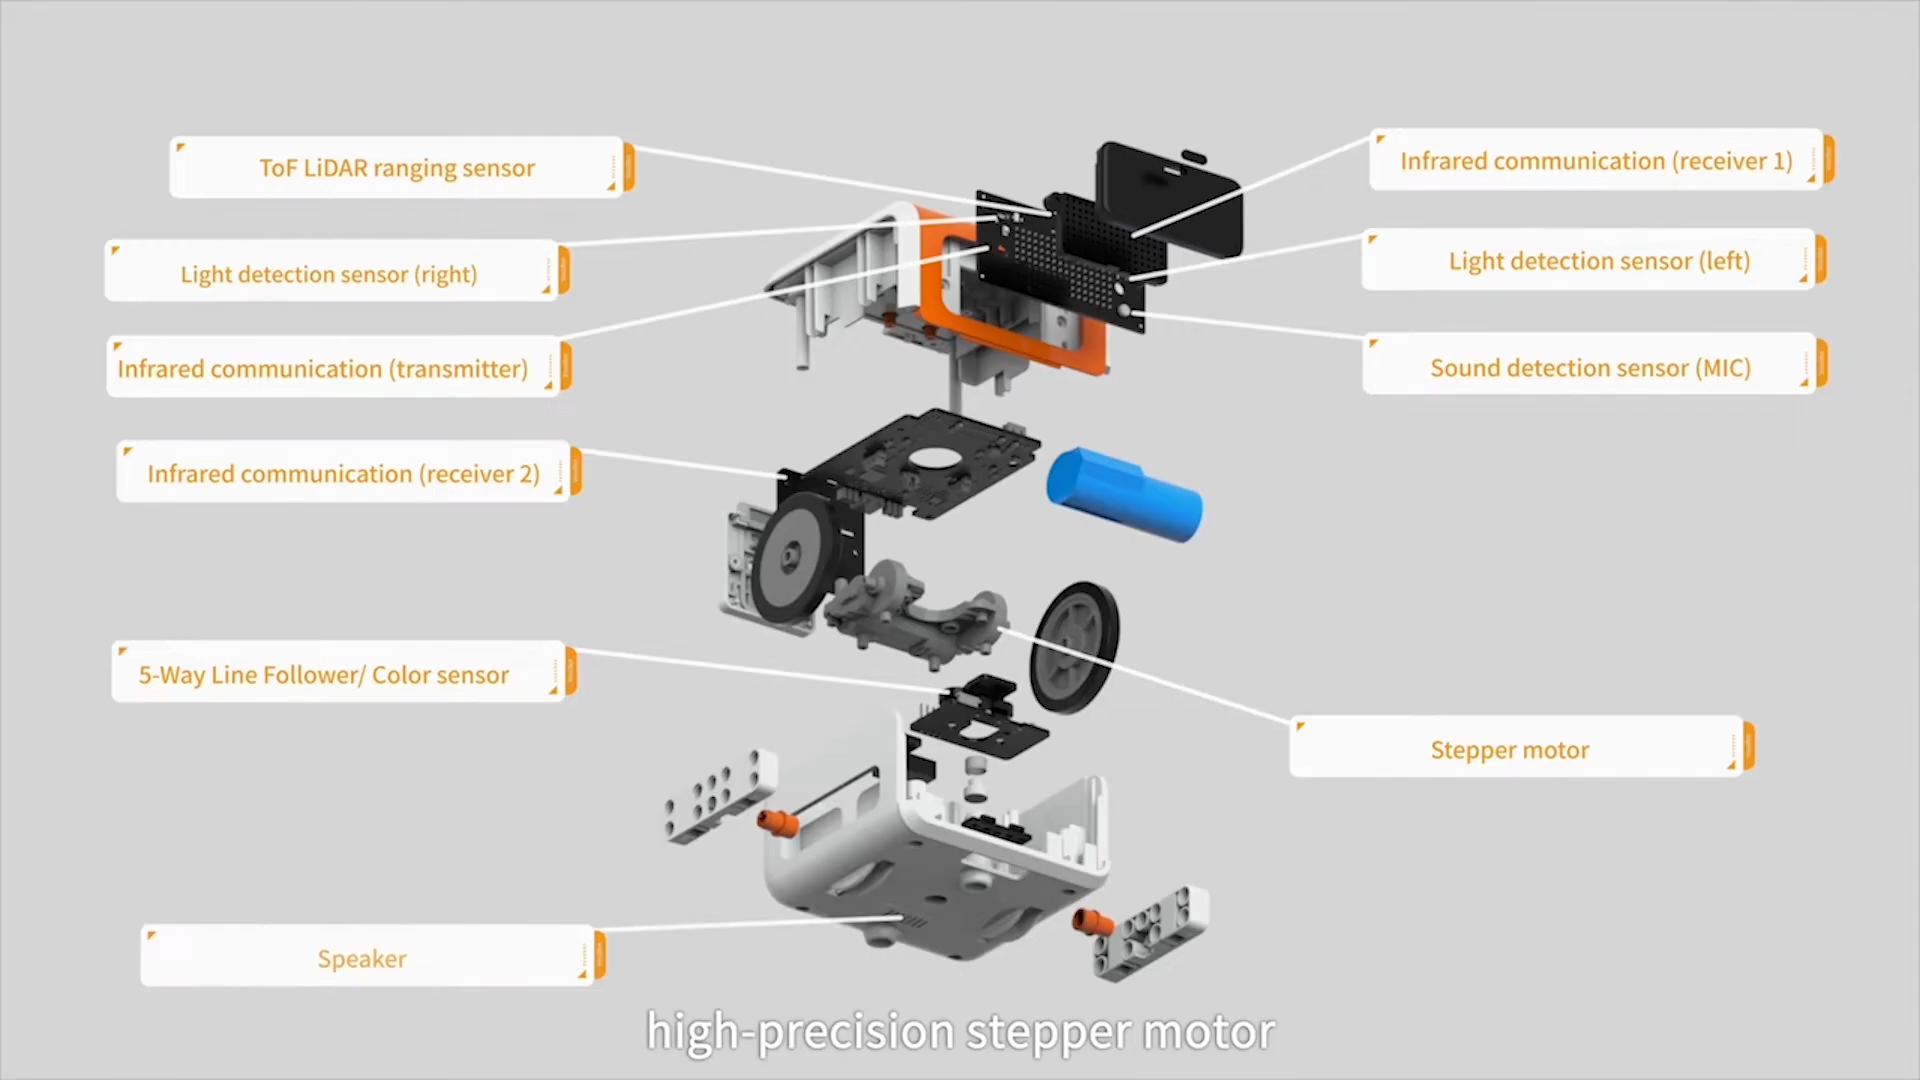 ToF LiDAR ranging sensor
Infrared communication (receiver 1)
Light detection sensor (right)
Light detection sensor (left)
Infrared communication (transmitter)
Sound detection sensor (MIC)
Infrared communication (receiver 2)
5-Way Line Follower/ Color sensor
Stepper motor
Speaker
high-precision stepper motor